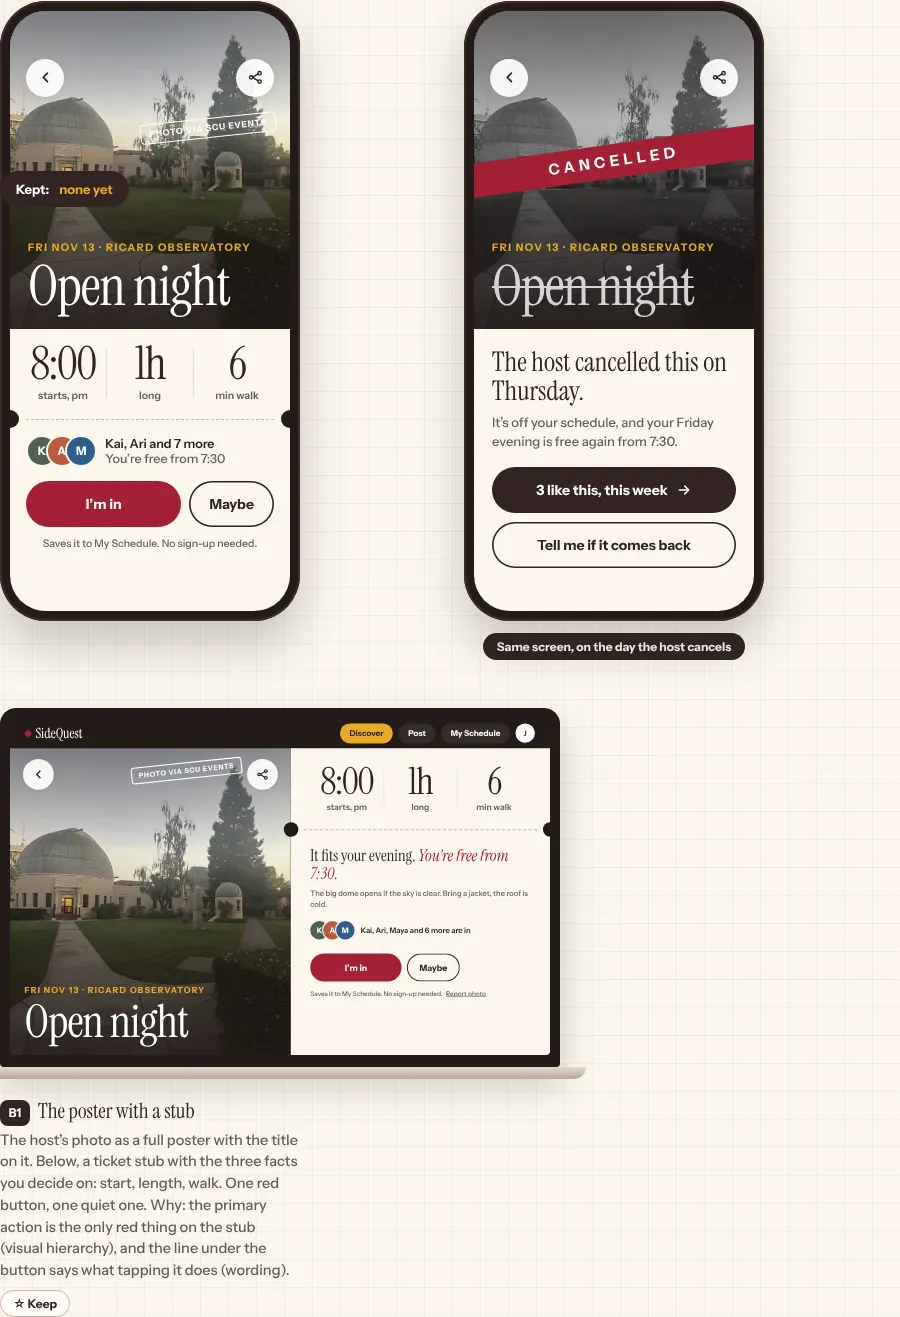 PHOTO VIA SCU EVENTS
Kept: none yet
FRI NOV 13 · RICARD OBSERVATORY
Open night
8:00 1h 6
starts, pm long min walk
K A M
Kai, Ari and 7 more
You're free from 7:30
I'm in Maybe
Saves it to My Schedule. No sign-up needed.
CANCELLED
FRI NOV 13 · RICARD OBSERVATORY
Open night
The host cancelled this on
Thursday.
It's off your schedule, and your Friday
evening is free again from 7:30.
3 like this, this week →
Tell me if it comes back
Same screen, on the day the host cancels
SideQuest
Discover Post My Schedule J
PHOTO VIA SCU EVENTS
FRI NOV 13 · RICARD OBSERVATORY
Open night
8:00 1h 6
starts, pm long min walk
It fits your evening. You're free from
7:30.
The big dome opens if the sky is clear. Bring a jacket, the roof is
cold.
K A M Kai, Ari, Maya and 6 more are in
I'm in Maybe
Saves it to My Schedule. No sign-up needed. · Report photo
B1 The poster with a stub
The host's photo as a full poster with the title
on it. Below, a ticket stub with the three facts
you decide on: start, length, walk. One red
button, one quiet one. Why: the primary
action is the only red thing on the stub
(visual hierarchy), and the line under the
button says what tapping it does (wording).
☆ Keep